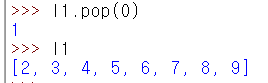 >>> l1.pop(0)
1
>>> l1
[2, 3, 4, 5, 6, 7, 8, 9]